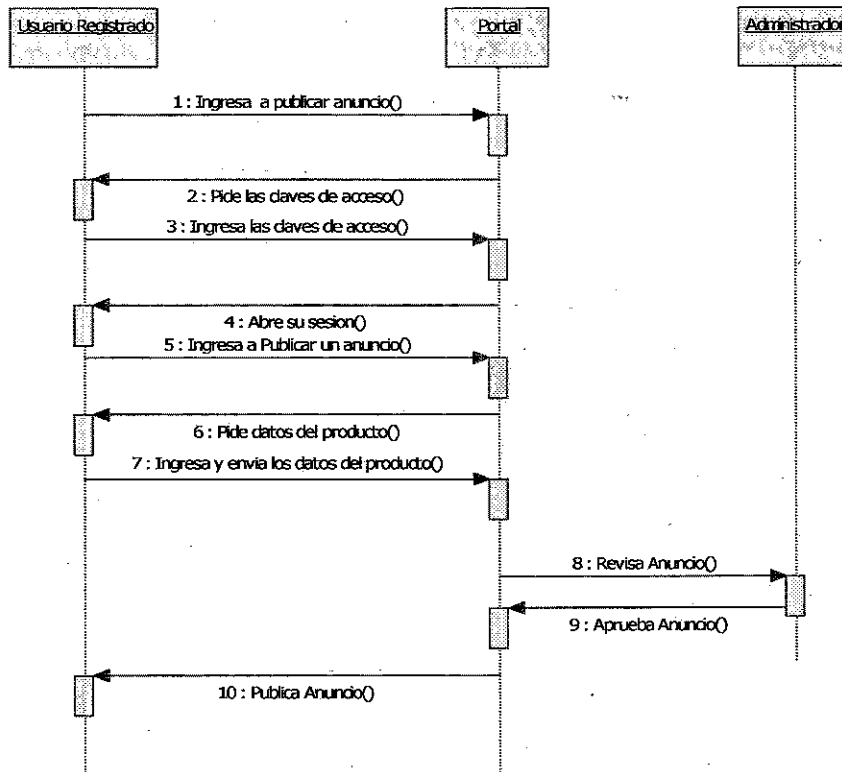 Usuario Registrado
Portal
Administrador
1 : Ingresa a publicar anuncio()
2 : Pide las claves de acceso()
3 : Ingresa las claves de acceso()
4 : Abre su sesion()
5 : Ingresa a Publicar un anuncio()
6 : Pide datos del producto()
7 : Ingresa y envia los datos del producto()
8 : Revisa Anuncio()
9 : Aprueba Anuncio()
10 : Publica Anuncio()